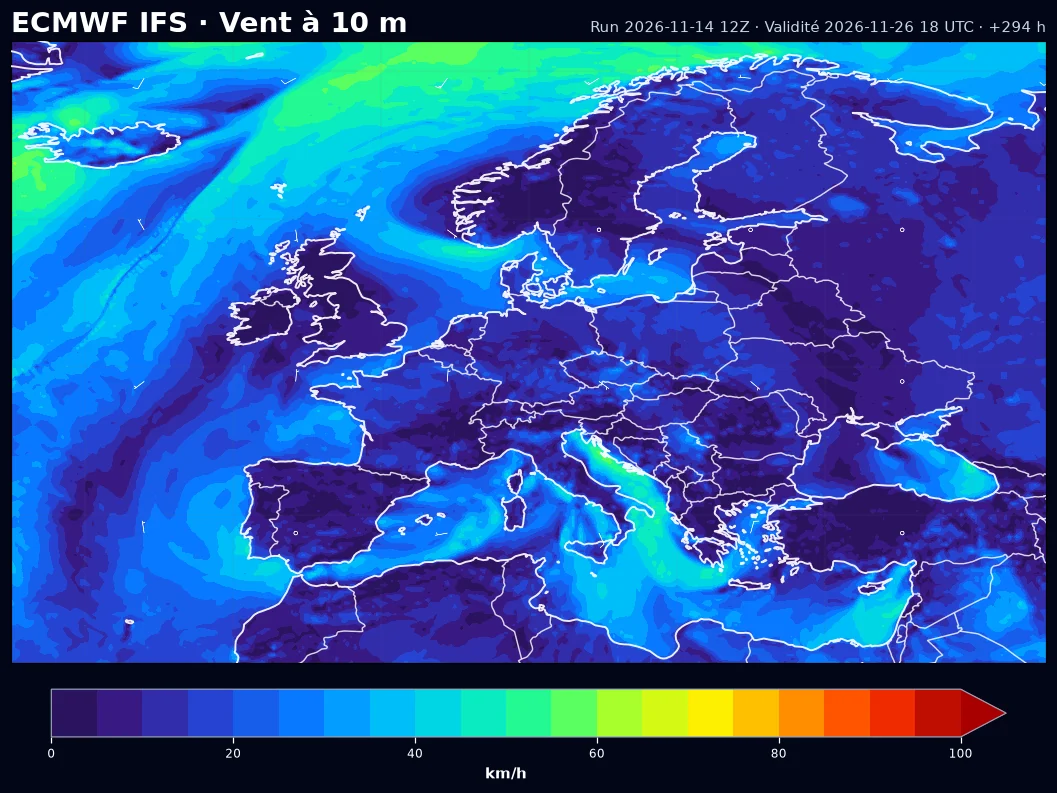 ECMWF IFS · Vent à 10 m
Run 2026-11-14 12Z · Validité 2026-11-26 18 UTC · +294 h
0 20 40 60 80 100
km/h